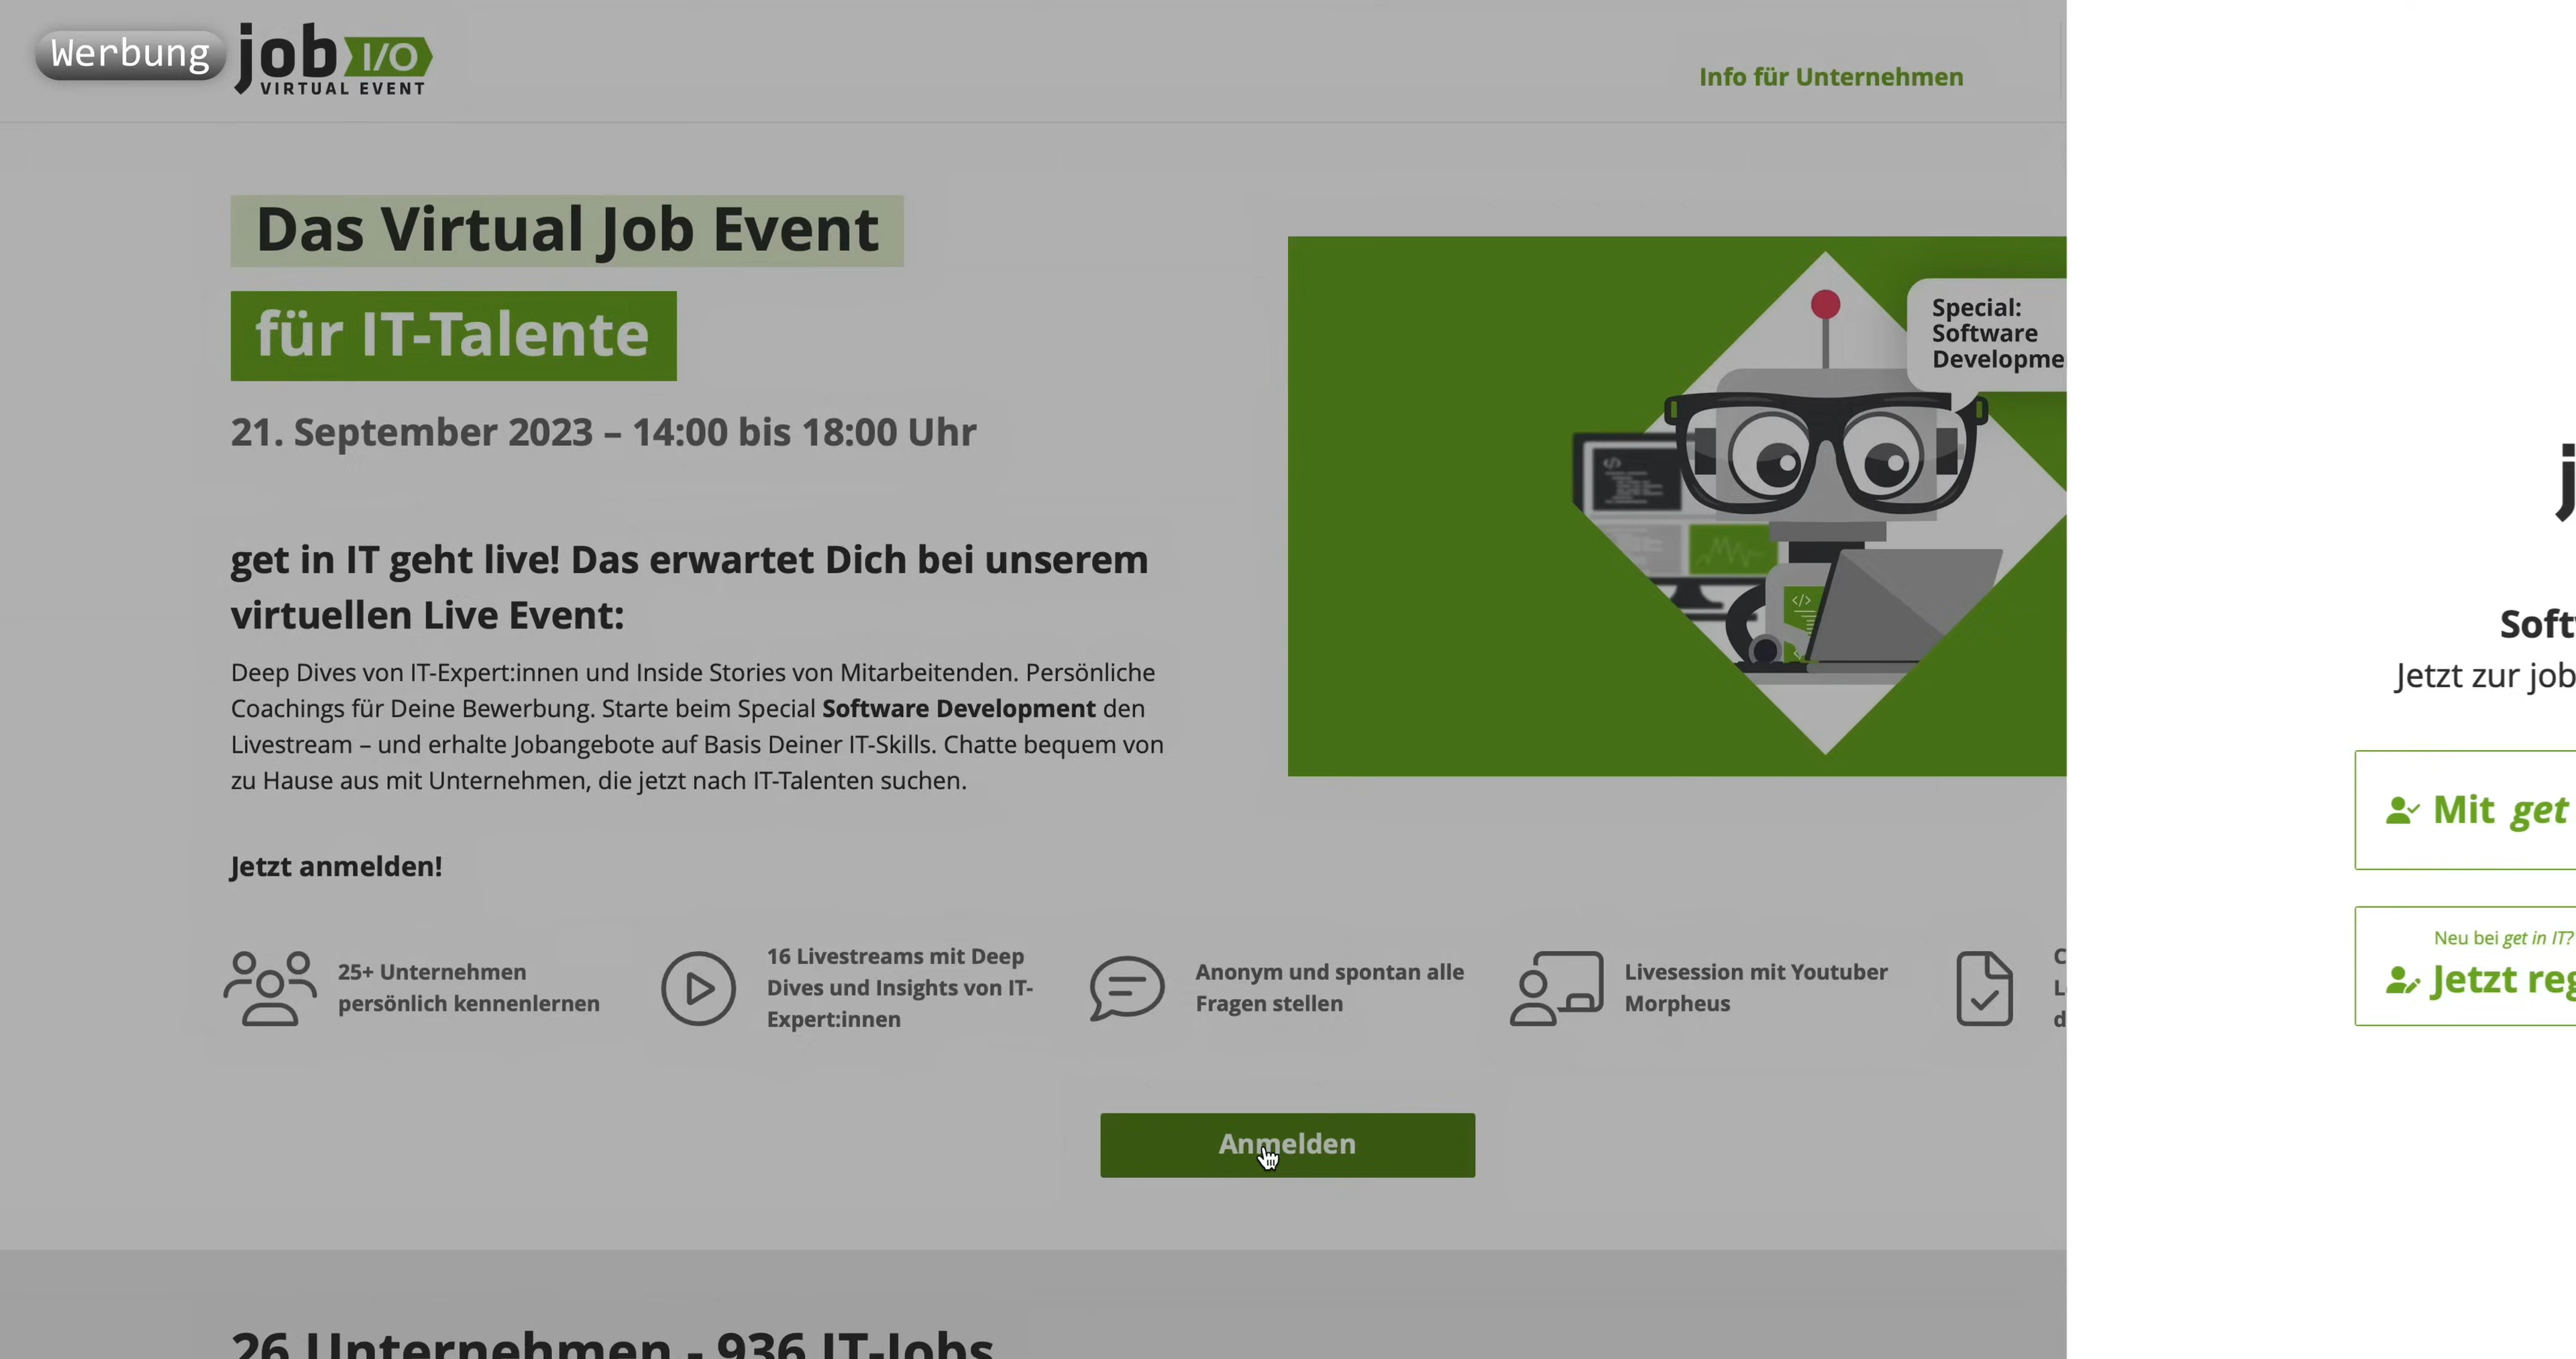 Werbung
job I/O
VIRTUAL EVENT
Info für Unternehmen
Das Virtual Job Event
für IT-Talente
21. September 2023 – 14:00 bis 18:00 Uhr
Special:
Software
Developme
get in IT geht live! Das erwartet Dich bei unserem
virtuellen Live Event:
Deep Dives von IT-Expert:innen und Inside Stories von Mitarbeitenden. Persönliche
Coachings für Deine Bewerbung. Starte beim Special Software Development den
Livestream – und erhalte Jobangebote auf Basis Deiner IT-Skills. Chatte bequem von
zu Hause aus mit Unternehmen, die jetzt nach IT-Talenten suchen.
Jetzt anmelden!
25+ Unternehmen
persönlich kennenlernen
16 Livestreams mit Deep
Dives und Insights von IT-
Expert:innen
Anonym und spontan alle
Fragen stellen
Livesession mit Youtuber
Morpheus
Anmelden
26 Unternehmen - 936 IT-Jobs
j
Soft
Jetzt zur job
Mit get
Neu bei get in IT?
Jetzt reg